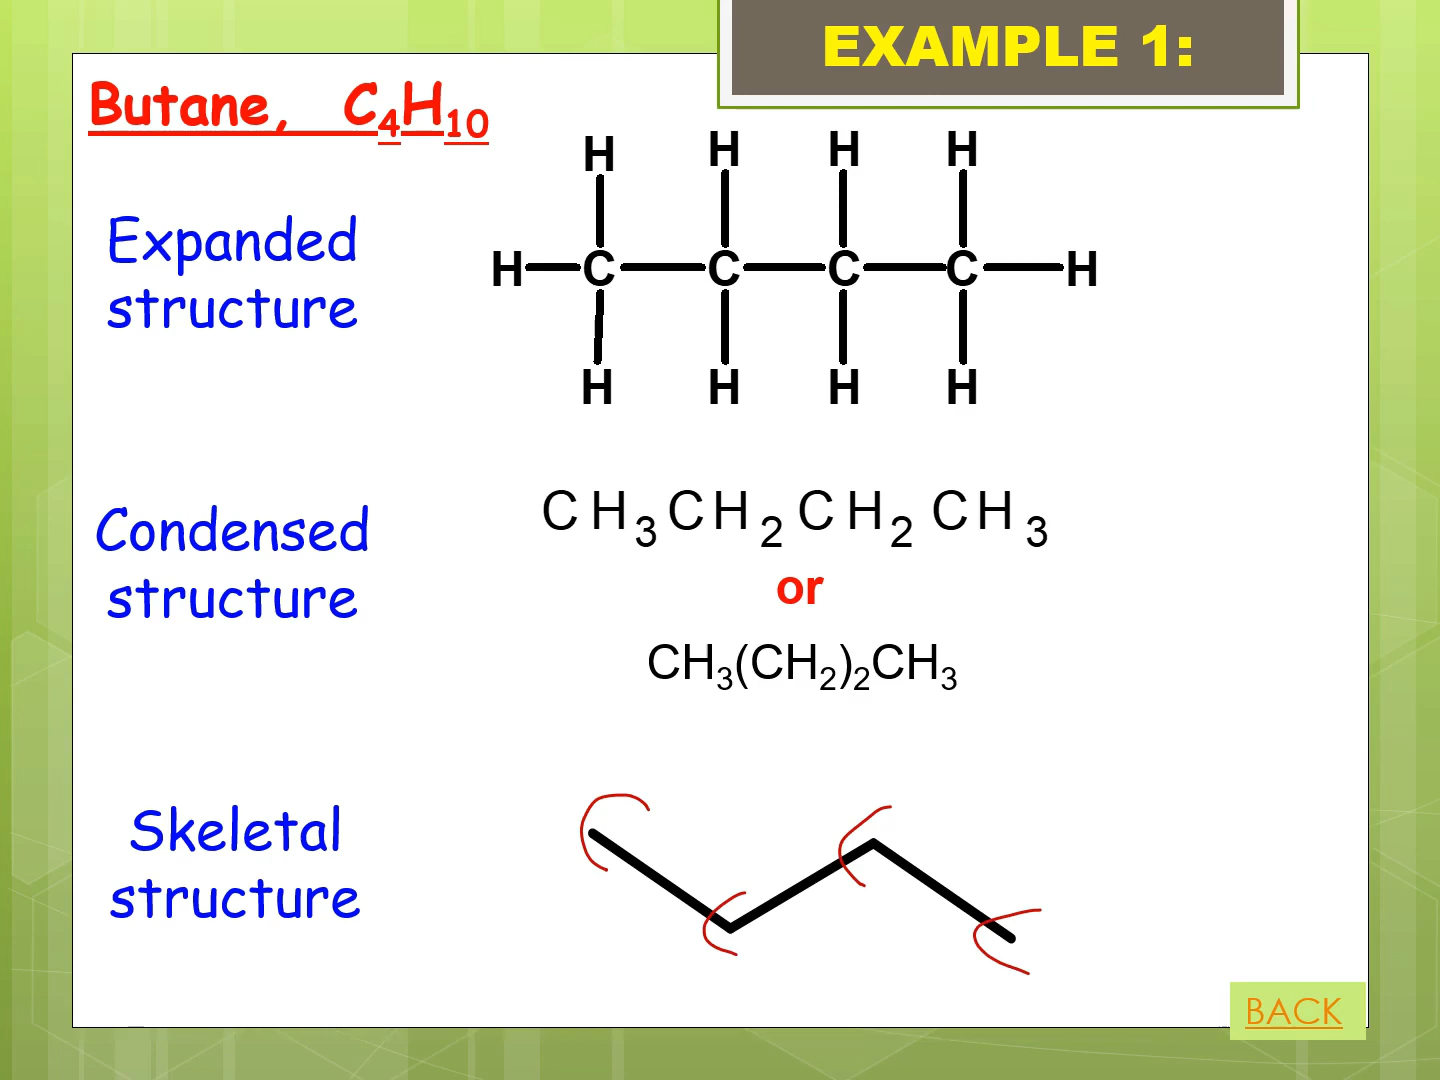 EXAMPLE 1:
Butane, C4H10
H H H H
Expanded
structure
H C C C C H
H H H H
CH3CH2CH2CH3
Condensed
structure
or
CH3(CH2)2CH3
Skeletal
structure
C C C C
BACK